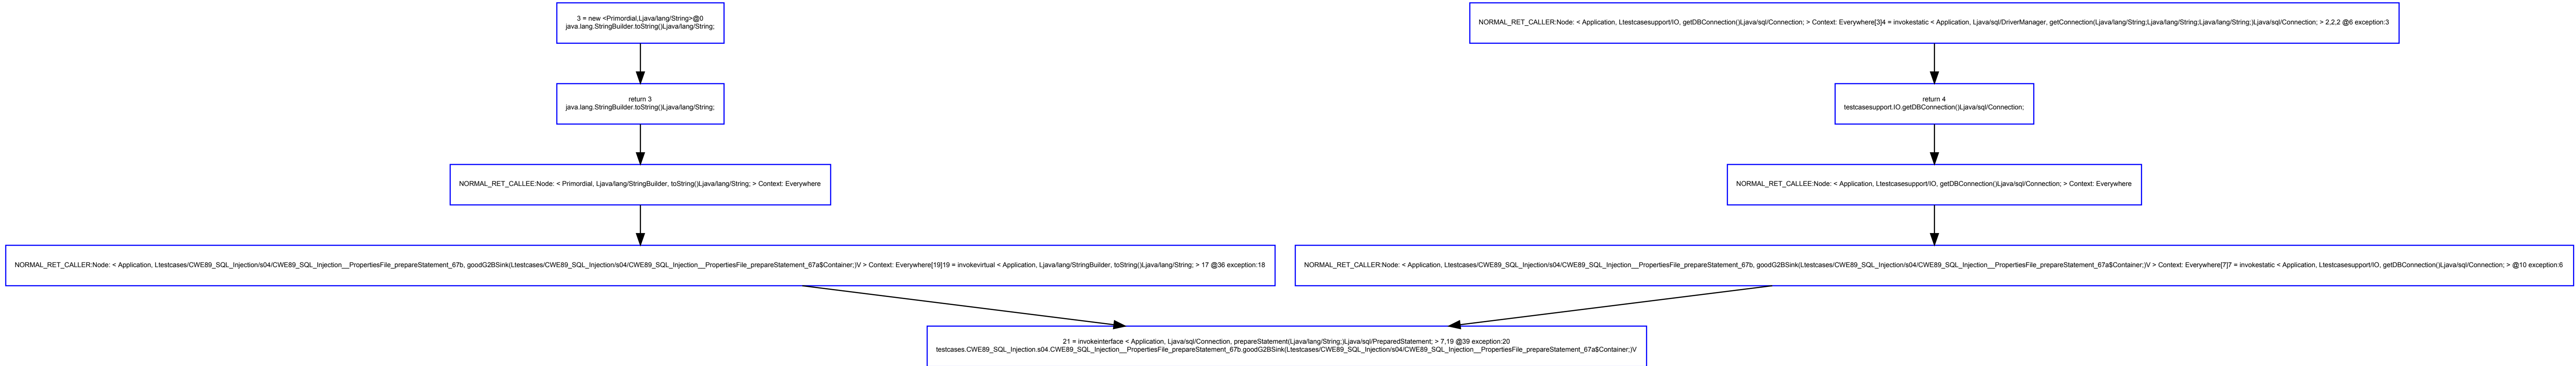 3 = new <Primordial,Ljava/lang/String>@0
java.lang.StringBuilder.toString()Ljava/lang/String;
NORMAL_RET_CALLER:Node: < Application, Ltestcasesupport/IO, getDBConnection()Ljava/sql/Connection; > Context: Everywhere[3]4 = invokestatic < Application, Ljava/sql/DriverManager, getConnection(Ljava/lang/String;Ljava/lang/String;Ljava/lang/String;)Ljava/sql/Connection; > 2,2,2 @6 exception:3
return 3
java.lang.StringBuilder.toString()Ljava/lang/String;
return 4
testcasesupport.IO.getDBConnection()Ljava/sql/Connection;
NORMAL_RET_CALLEE:Node: < Primordial, Ljava/lang/StringBuilder, toString()Ljava/lang/String; > Context: Everywhere
NORMAL_RET_CALLEE:Node: < Application, Ltestcasesupport/IO, getDBConnection()Ljava/sql/Connection; > Context: Everywhere
NORMAL_RET_CALLER:Node: < Application, Ltestcases/CWE89_SQL_Injection/s04/CWE89_SQL_Injection__PropertiesFile_prepareStatement_67b, goodG2BSink(Ltestcases/CWE89_SQL_Injection/s04/CWE89_SQL_Injection__PropertiesFile_prepareStatement_67a$Container;)V > Context: Everywhere[19]19 = invokevirtual < Application, Ljava/lang/StringBuilder, toString()Ljava/lang/String; > 17 @36 exception:18
NORMAL_RET_CALLER:Node: < Application, Ltestcases/CWE89_SQL_Injection/s04/CWE89_SQL_Injection__PropertiesFile_prepareStatement_67b, goodG2BSink(Ltestcases/CWE89_SQL_Injection/s04/CWE89_SQL_Injection__PropertiesFile_prepareStatement_67a$Container;)V > Context: Everywhere[7]7 = invokestatic < Application, Ltestcasesupport/IO, getDBConnection()Ljava/sql/Connection; > @10 exception:6
21 = invokeinterface < Application, Ljava/sql/Connection, prepareStatement(Ljava/lang/String;)Ljava/sql/PreparedStatement; > 7,19 @39 exception:20
testcases.CWE89_SQL_Injection.s04.CWE89_SQL_Injection__PropertiesFile_prepareStatement_67b.goodG2BSink(Ltestcases/CWE89_SQL_Injection/s04/CWE89_SQL_Injection__PropertiesFile_prepareStatement_67a$Container;)V